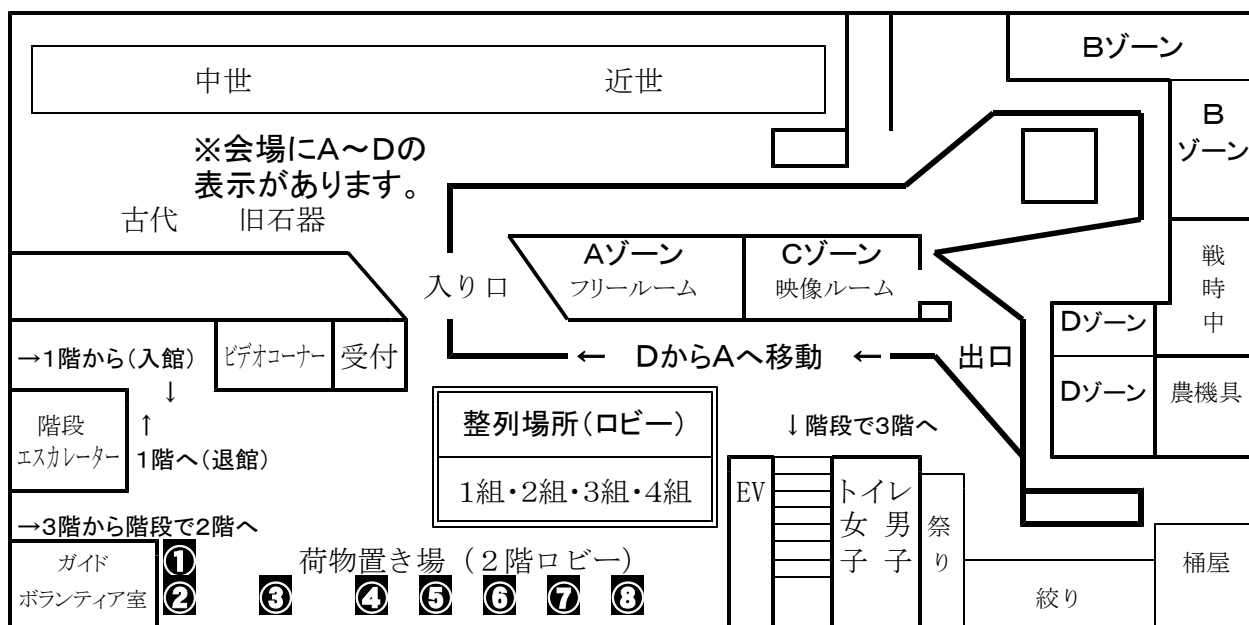 Bゾーン
中世 近世
B
ゾーン
※会場にA～Dの
表示があります。
古代 旧石器
Aゾーン
フリールーム
Cゾーン
映像ルーム
入り口
戦
時
中
Dゾーン
→1階から(入館)
↓
ビデオコーナー
受付
← DからAへ移動 ←
出口
Dゾーン
農機具
階段
エスカレーター
↑
1階へ(退館)
整列場所(ロビー)
1組・2組・3組・4組
↓階段で3階へ
EV
トイレ
女 男
子 子
祭
り
→3階から階段で2階へ
ガイド
ボランティア室
①
②
荷物置き場(2階ロビー)
③ ④ ⑤ ⑥ ⑦ ⑧
絞り
桶屋